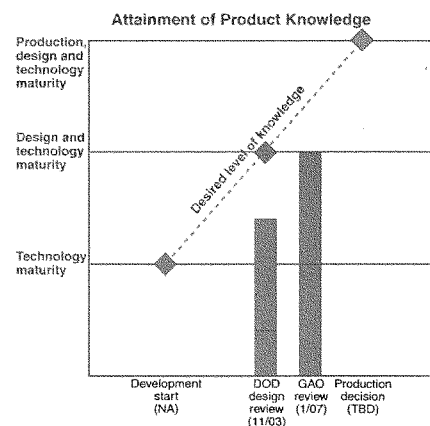 Attainment of Product Knowledge
Production,
design and
technology
maturity
Design and
technology
maturity
Technology
maturity
Desired level of knowledge
Development
start
(NA)
DOD
design
review
(11/03)
GAO
review
(1/07)
Production
decision
(TBD)